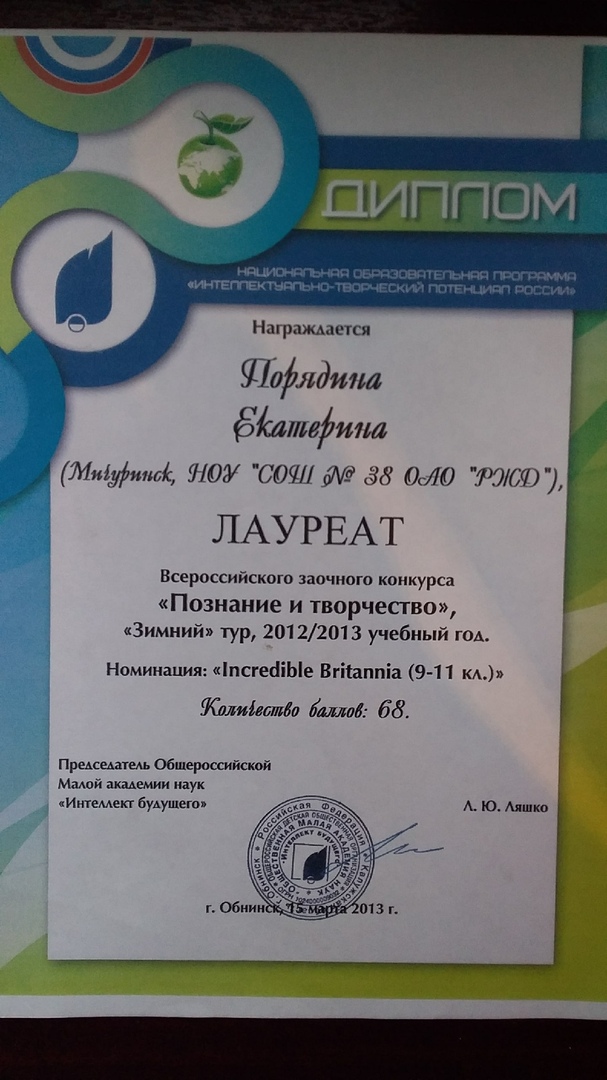 ДИПЛОМ
НАЦИОНАЛЬНАЯ ОБРАЗОВАТЕЛЬНАЯ ПРОГРАММА
«ИНТЕЛЛЕКТУАЛЬНО-ТВОРЧЕСКИЙ ПОТЕНЦИАЛ РОССИИ»
Награждается
Порядина
Екатерина
(Мичуринск, НОУ "СОШ № 38 ОАО "РЖД"),
ЛАУРЕАТ
Всероссийского заочного конкурса
«Познание и творчество»,
«Зимний» тур, 2012/2013 учебный год.
Номинация: «Incredible Britannia (9-11 кл.)»
Количество баллов: 68.
Председатель Общероссийской
Малой академии наук
«Интеллект будущего»
Л. Ю. Ляшко
Российская Федерация
МАЛАЯ АКАДЕМИЯ НАУК
"Интеллект будущего"
г. Обнинск, 15 марта 2013 г.